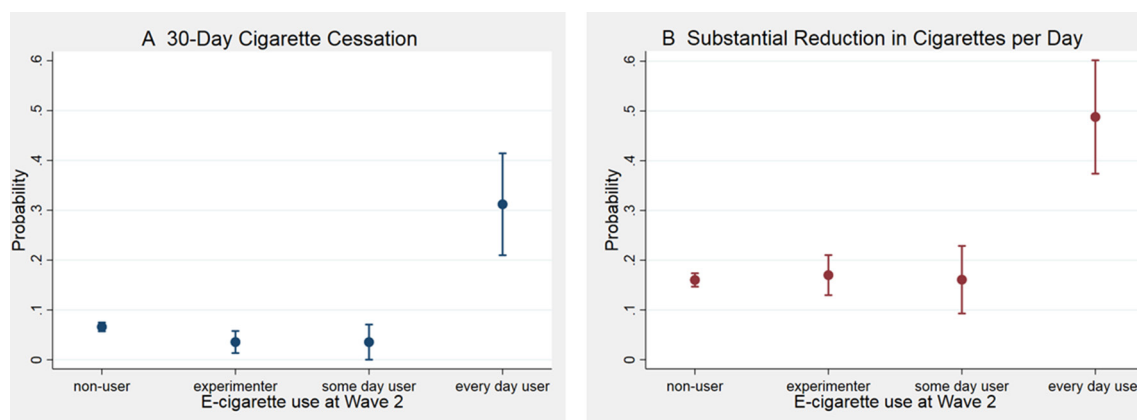 A 30-Day Cigarette Cessation
Probability
.6
.5
.4
.3
.2
.1
0
non-user experimenter some day user every day user
E-cigarette use at Wave 2
B Substantial Reduction in Cigarettes per Day
Probability
.6
.5
.4
.3
.2
.1
0
non-user experimenter some day user every day use
E-cigarette use at Wave 2